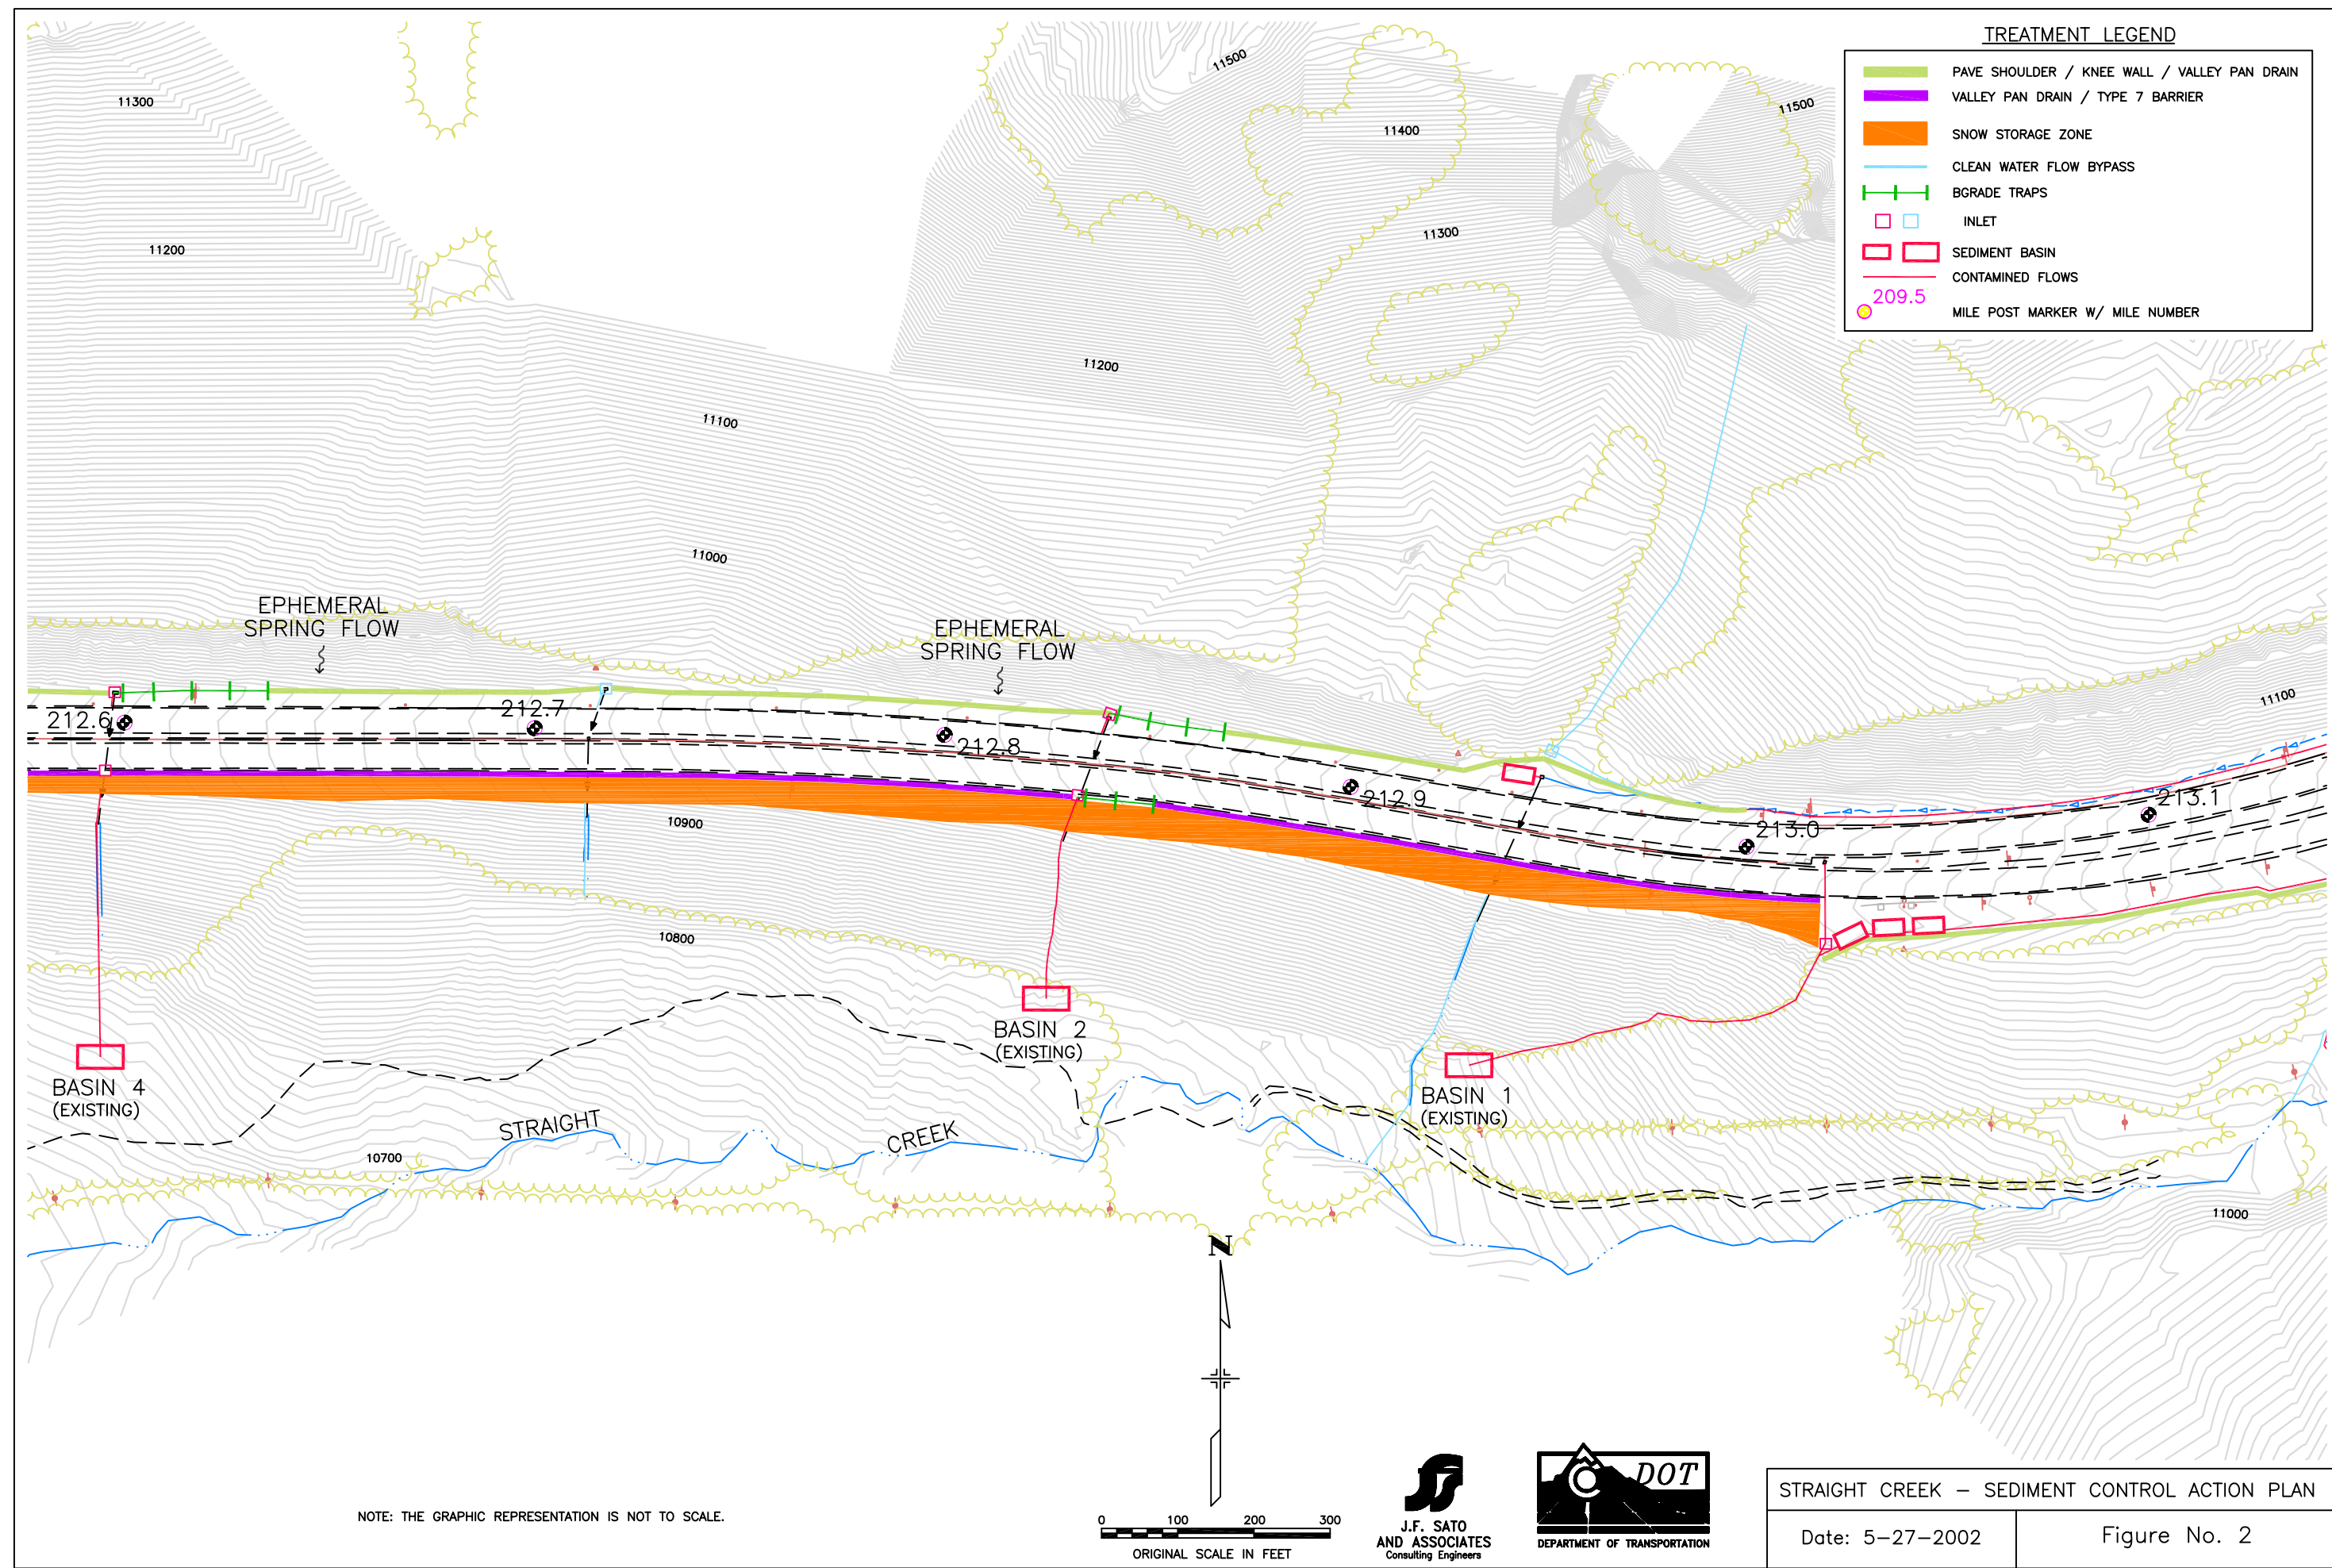 TREATMENT LEGEND
PAVE SHOULDER / KNEE WALL / VALLEY PAN DRAIN
VALLEY PAN DRAIN / TYPE 7 BARRIER
SNOW STORAGE ZONE
CLEAN WATER FLOW BYPASS
BGRADE TRAPS
INLET
SEDIMENT BASIN
CONTAMINED FLOWS
209.5
MILE POST MARKER W/ MILE NUMBER
11300
11500
11500
11400
11200
11300
11200
11100
11000
EPHEMERAL
SPRING FLOW
EPHEMERAL
SPRING FLOW
11100
212.6
212.7
212.8
212.9
213.0
213.1
10900
10800
BASIN 4
(EXISTING)
BASIN 2
(EXISTING)
BASIN 1
(EXISTING)
STRAIGHT
CREEK
10700
11000
N
NOTE: THE GRAPHIC REPRESENTATION IS NOT TO SCALE.
0 100 200 300
ORIGINAL SCALE IN FEET
J.F. SATO
AND ASSOCIATES
Consulting Engineers
DOT
DEPARTMENT OF TRANSPORTATION
STRAIGHT CREEK – SEDIMENT CONTROL ACTION PLAN
Date: 5-27-2002
Figure No. 2